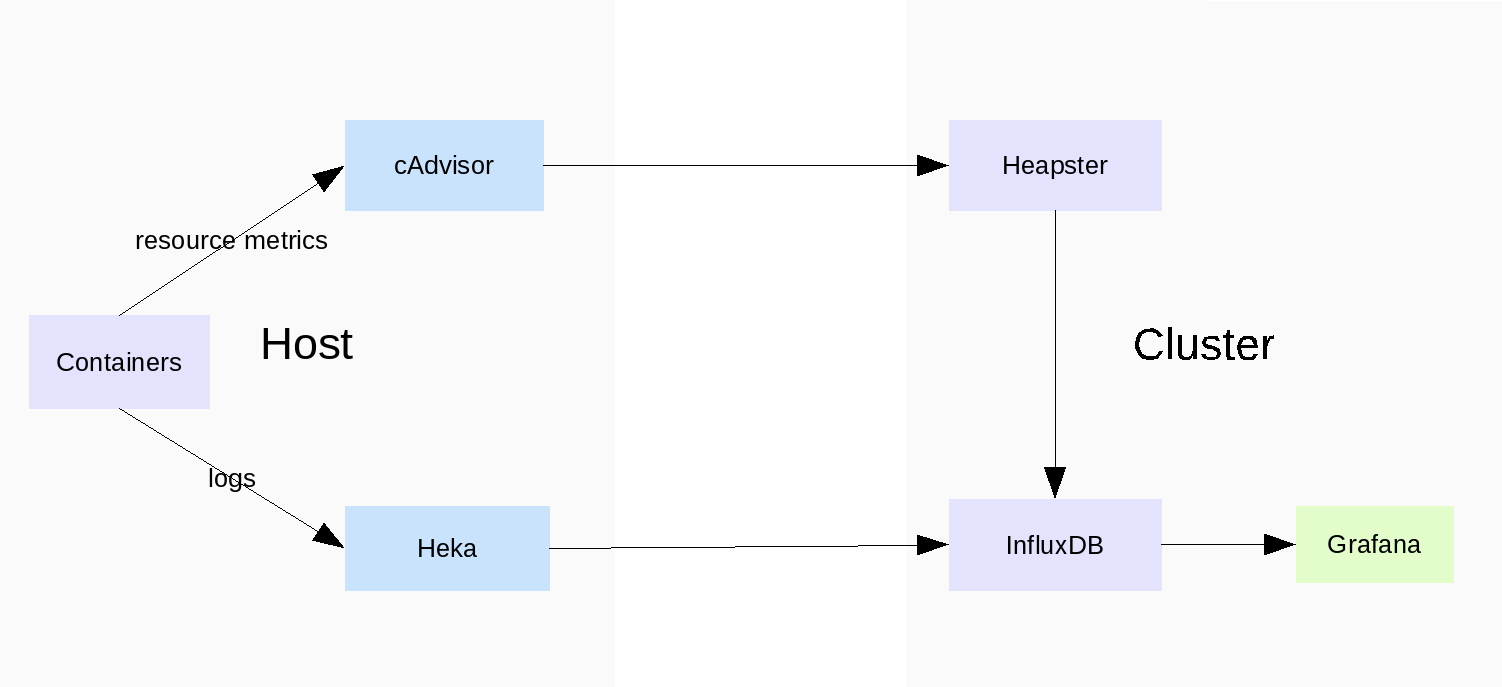 cAdvisor
Heapster
resource metrics
Containers
Host
Cluster
logs
Heka
InfluxDB
Grafana